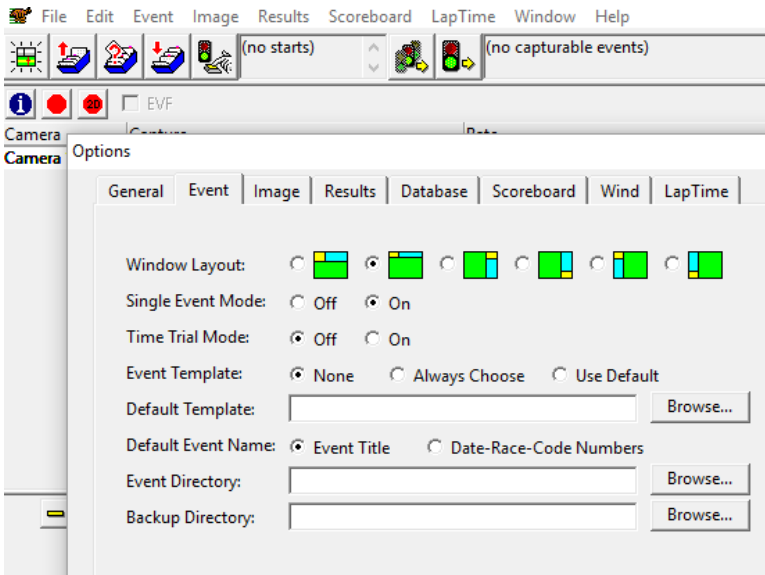 File Edit Event Image Results Scoreboard LapTime Window Help
(no starts) (no capturable events)
2D EVF
Camera Capture Rate
Camera
Options
General Event Image Results Database Scoreboard Wind LapTime
Window Layout:
Single Event Mode: Off On
Time Trial Mode: Off On
Event Template: None Always Choose Use Default
Default Template: Browse...
Default Event Name: Event Title Date-Race-Code Numbers
Event Directory: Browse...
Backup Directory: Browse...